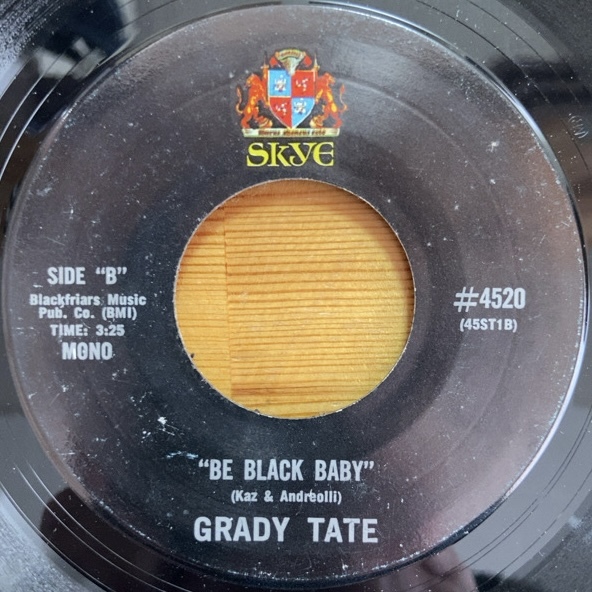 SKYE
SIDE "B"
Blackfriars Music
Pub. Co. (BMI)
TIME: 3:25
MONO
#4520
(45ST1B)
"BE BLACK BABY"
(Kaz & Andreolli)
GRADY TATE